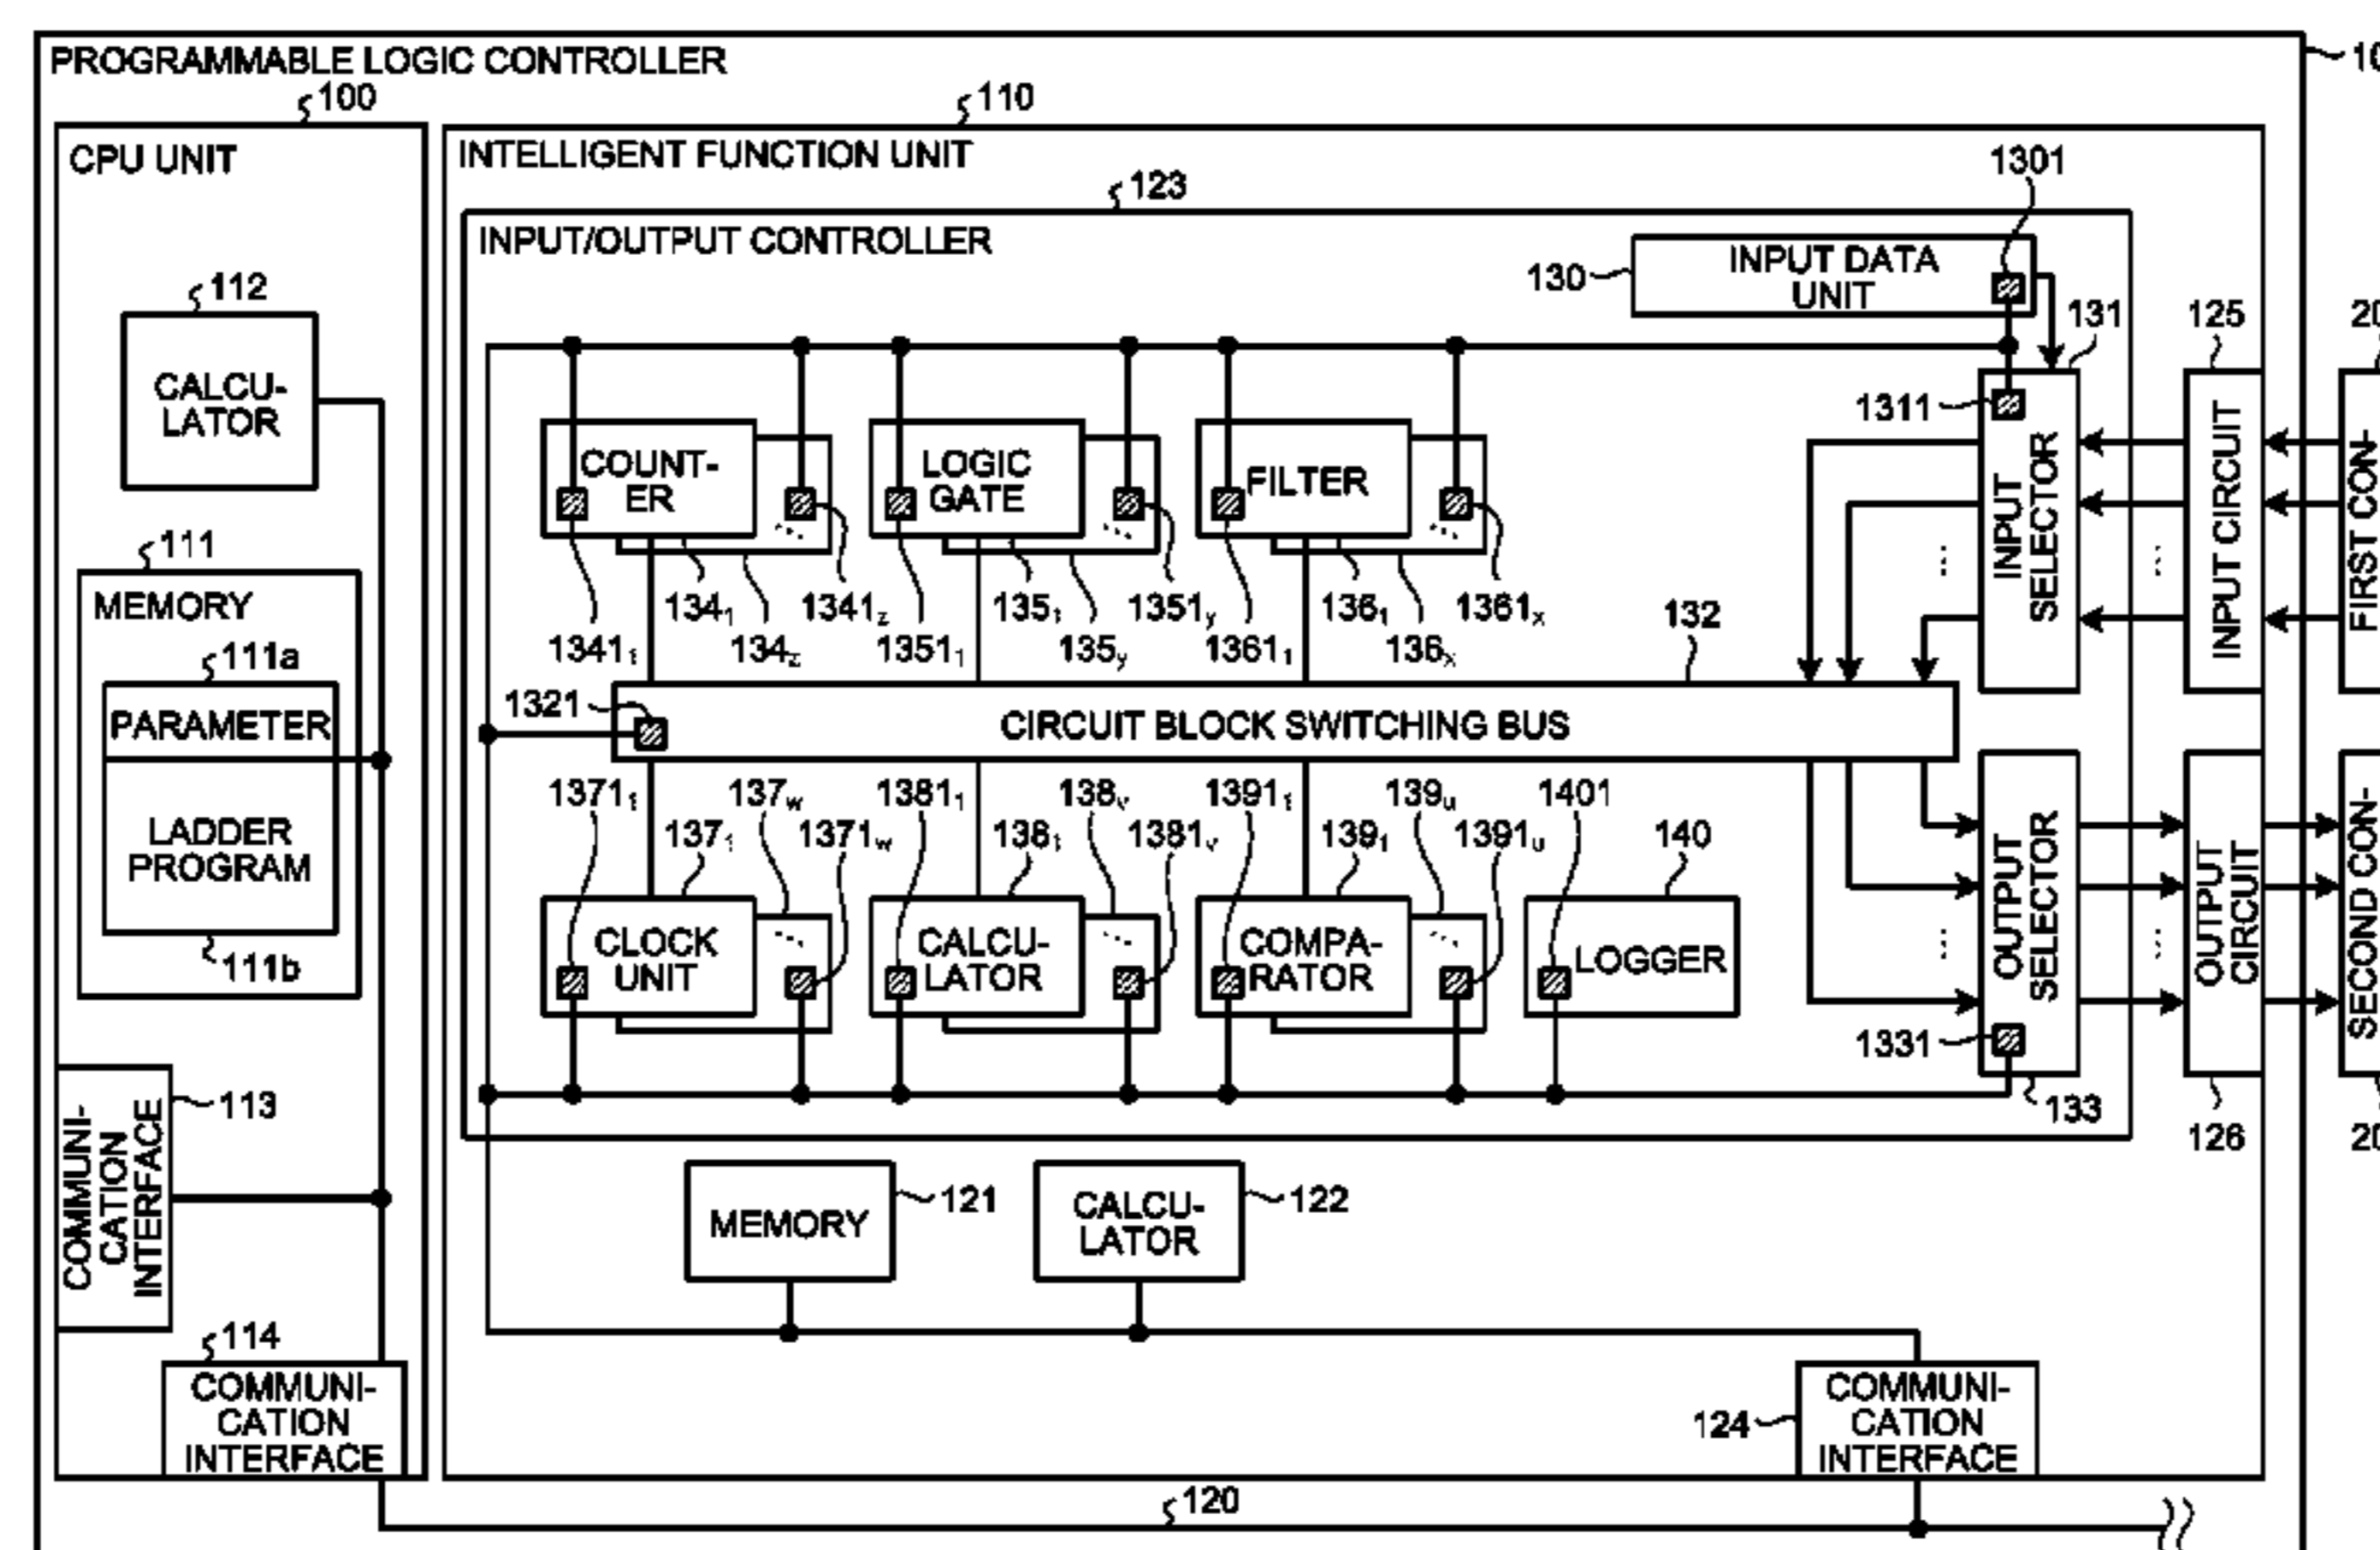 PROGRAMMABLE LOGIC CONTROLLER
10
100
110
CPU UNIT
INTELLIGENT FUNCTION UNIT
1301
123
INPUT/OUTPUT CONTROLLER
130
INPUT DATA
UNIT
112
131
125
20
CALCU-
LATOR
1311
COUNT-
ER
LOGIC
GATE
FILTER
INPUT
SELECTOR
INPUT CIRCUIT
FIRST CON-
111
MEMORY
134₁
1341z
135₁
1351y
136₁
1361x
132
1341₁
134z
1351₁
135y
1361₁
136x
111a
PARAMETER
1321
CIRCUIT BLOCK SWITCHING BUS
LADDER
PROGRAM
1371₁
137w
1381₁
138v
1391₁
139u
1401
137₁
1371w
138₁
1381v
139₁
1391u
140
111b
CLOCK
UNIT
CALCU-
LATOR
COMPA-
RATOR
LOGGER
OUTPUT
SELECTOR
OUTPUT
CIRCUIT
SECOND CON-
1331
113
133
126
20
COMMUNI-
CATION
INTERFACE
MEMORY
121
CALCU-
LATOR
122
114
COMMUNI-
CATION
INTERFACE
124
COMMUNI-
CATION
INTERFACE
120